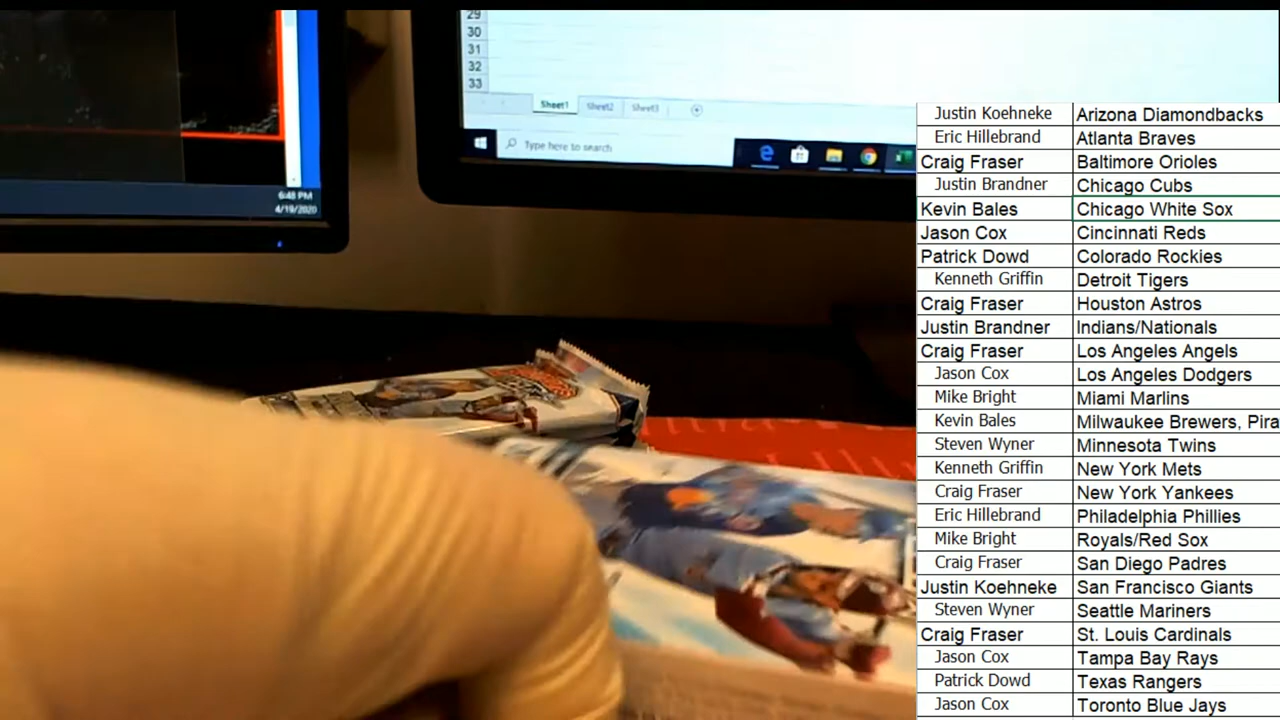 29
30
31
32
33
Sheet1 Sheet2 Sheet3
Type here to search
6:48 PM
4/19/2020
Justin Koehneke Arizona Diamondbacks
Eric Hillebrand Atlanta Braves
Craig Fraser Baltimore Orioles
Justin Brandner Chicago Cubs
Kevin Bales Chicago White Sox
Jason Cox Cincinnati Reds
Patrick Dowd Colorado Rockies
Kenneth Griffin Detroit Tigers
Craig Fraser Houston Astros
Justin Brandner Indians/Nationals
Craig Fraser Los Angeles Angels
Jason Cox Los Angeles Dodgers
Mike Bright Miami Marlins
Kevin Bales Milwaukee Brewers, Pira
Steven Wyner Minnesota Twins
Kenneth Griffin New York Mets
Craig Fraser New York Yankees
Eric Hillebrand Philadelphia Phillies
Mike Bright Royals/Red Sox
Craig Fraser San Diego Padres
Justin Koehneke San Francisco Giants
Steven Wyner Seattle Mariners
Craig Fraser St. Louis Cardinals
Jason Cox Tampa Bay Rays
Patrick Dowd Texas Rangers
Jason Cox Toronto Blue Jays